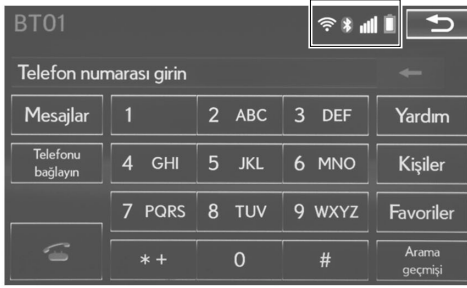 BT01
Telefon numarası girin
Mesajlar
1
2 ABC
3 DEF
Yardım
Telefonu
bağlayın
4 GHI
5 JKL
6 MNO
Kişiler
7 PQRS
8 TUV
9 WXYZ
Favoriler
* +
0
#
Arama
geçmişi